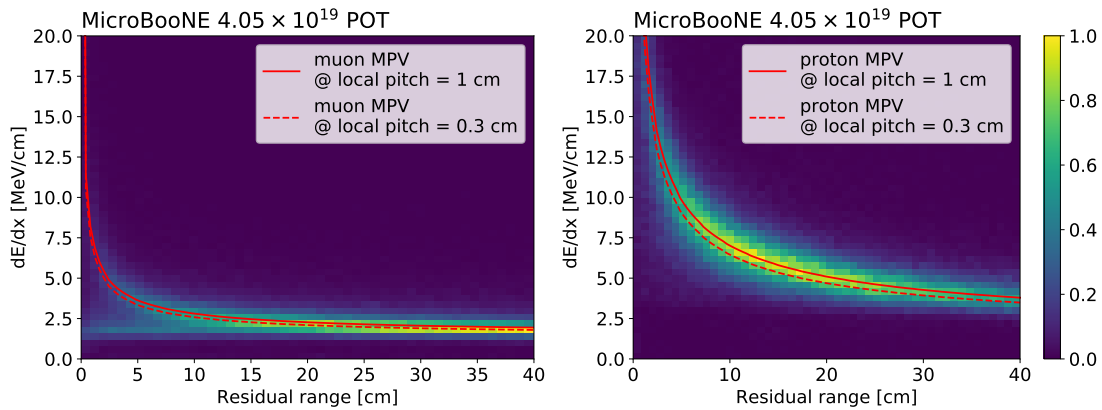 MicroBooNE 4.05 × 10¹⁹ POT
20.0
17.5
15.0
12.5
10.0
7.5
5.0
2.5
0.0
dE/dx [MeV/cm]
muon MPV
@ local pitch = 1 cm
muon MPV
@ local pitch = 0.3 cm
0 5 10 15 20 25 30 35 40
Residual range [cm]
MicroBooNE 4.05 × 10¹⁹ POT
20.0
17.5
15.0
12.5
10.0
7.5
5.0
2.5
0.0
dE/dx [MeV/cm]
proton MPV
@ local pitch = 1 cm
proton MPV
@ local pitch = 0.3 cm
0 10 20 30 40
Residual range [cm]
1.0
0.8
0.6
0.4
0.2
0.0